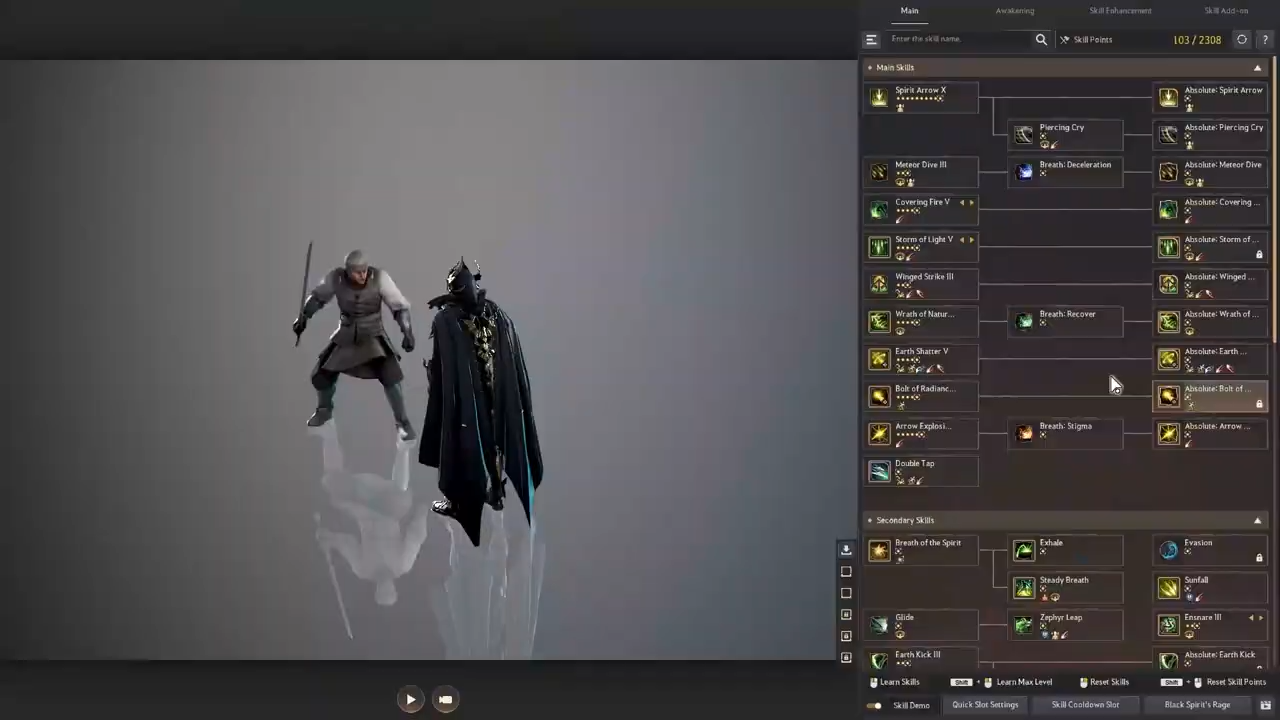 Main Awakening Skill Enhancement Skill Add-on
Enter the skill name. Skill Points 103 / 2308 ?
Main Skills
Spirit Arrow X Absolute: Spirit Arrow
Piercing Cry Absolute: Piercing Cry
Meteor Dive III Breath: Deceleration Absolute: Meteor Dive
Covering Fire V Absolute: Covering ...
Storm of Light V Absolute: Storm of ...
Winged Strike III Absolute: Winged ...
Wrath of Natur... Breath: Recover Absolute: Wrath of ...
Earth Shatter V Absolute: Earth ...
Bolt of Radianc... Absolute: Bolt of ...
Arrow Explosi... Breath: Stigma Absolute: Arrow ...
Double Tap
Secondary Skills
Breath of the Spirit Exhale Evasion
Steady Breath Sunfall
Glide Zephyr Leap Ensnare III
Earth Kick III Absolute: Earth Kick
Learn Skills Shift + Learn Max Level Reset Skills Shift + Reset Skill Points
Skill Demo Quick Slot Settings Skill Cooldown Slot Black Spirit's Rage